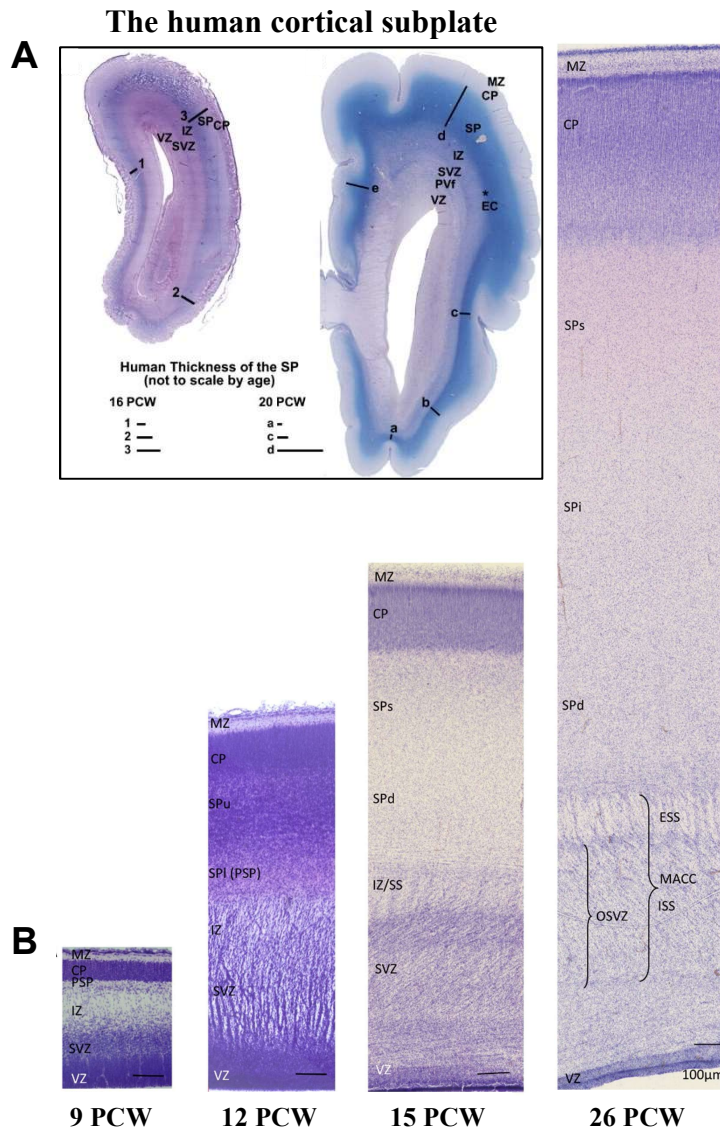 The human cortical subplate
A
MZ
CP
SP
IZ
SVZ
PVf
VZ
EC
*
d
e
c
b
a
3
SP
CP
IZ
VZ
SVZ
1
2
Human Thickness of the SP
(not to scale by age)
16 PCW 20 PCW
1 a
2 c
3 d
B
MZ
CP
PSP
IZ
SVZ
VZ
9 PCW
MZ
CP
SPu
SPl (PSP)
IZ
SVZ
VZ
12 PCW
MZ
CP
SPs
SPd
IZ/SS
SVZ
VZ
15 PCW
MZ
CP
SPs
SPi
SPd
ESS
MACC
ISS
OSVZ
VZ
100µm
26 PCW